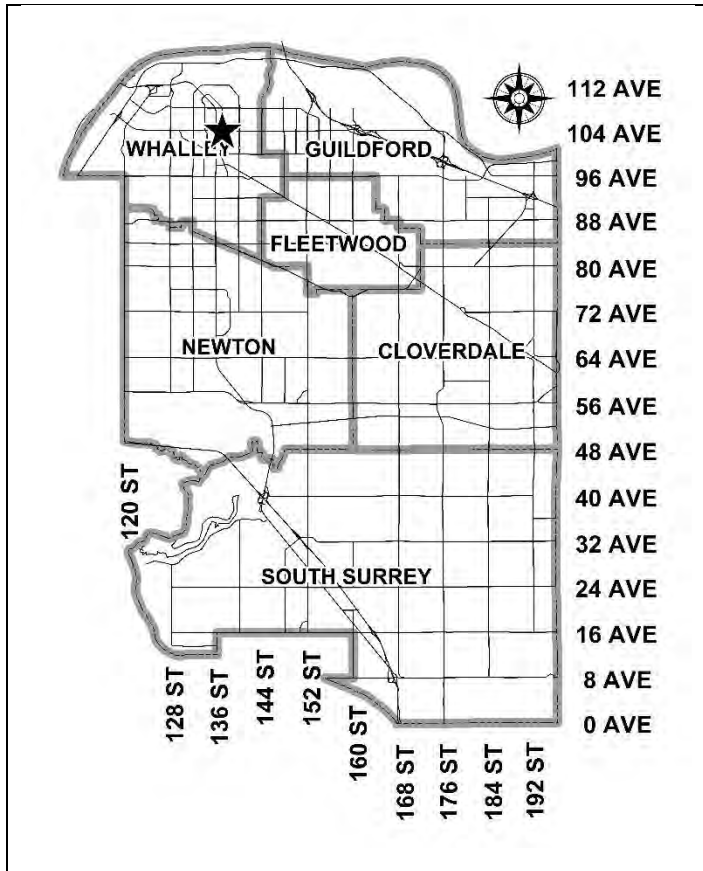 112 AVE
104 AVE
WHALLEY
GUILDFORD
96 AVE
88 AVE
FLEETWOOD
80 AVE
72 AVE
NEWTON
CLOVERDALE
64 AVE
56 AVE
48 AVE
120 ST
40 AVE
32 AVE
SOUTH SURREY
24 AVE
16 AVE
128 ST
136 ST
144 ST
152 ST
8 AVE
160 ST
0 AVE
168 ST
176 ST
184 ST
192 ST